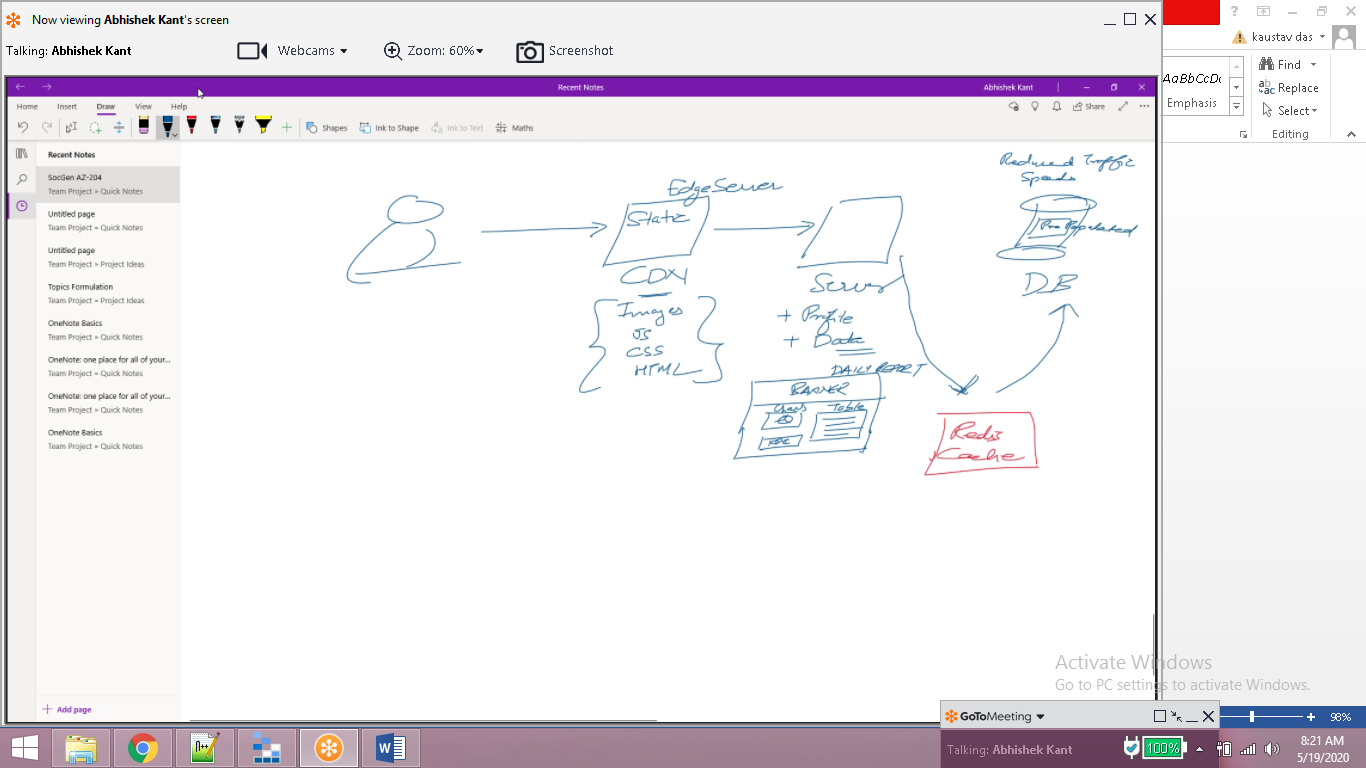 Now viewing Abhishek Kant's screen
Talking: Abhishek Kant
Webcams
Zoom: 60%
Screenshot
kaustav das
Find
Replace
Select
Editing
AaBbCcDc
Emphasis
Recent Notes
Abhishek Kant
Home
Insert
Draw
View
Help
Share
Shapes
Ink to Shape
Ink to Text
Maths
Recent Notes
SocGen AZ-204
Team Project » Quick Notes
Untitled page
Team Project » Quick Notes
Untitled page
Team Project » Project Ideas
Topics Formulation
Team Project » Project Ideas
OneNote Basics
Team Project » Quick Notes
OneNote: one place for all of your...
Team Project » Quick Notes
OneNote: one place for all of your...
Team Project » Quick Notes
OneNote Basics
Team Project » Quick Notes
Add page
EdgeServer
Static
Images
JS
CSS
HTML
Server
+ Profile
+ Data
DAILY REPORT
BANNER
Table
Reduced Traffic
Speeds
Pre Populated
DB
Redis
Cache
Activate Windows
Go to PC settings to activate Windows.
GoToMeeting
Talking: Abhishek Kant
98%
100%
8:21 AM
5/19/2020